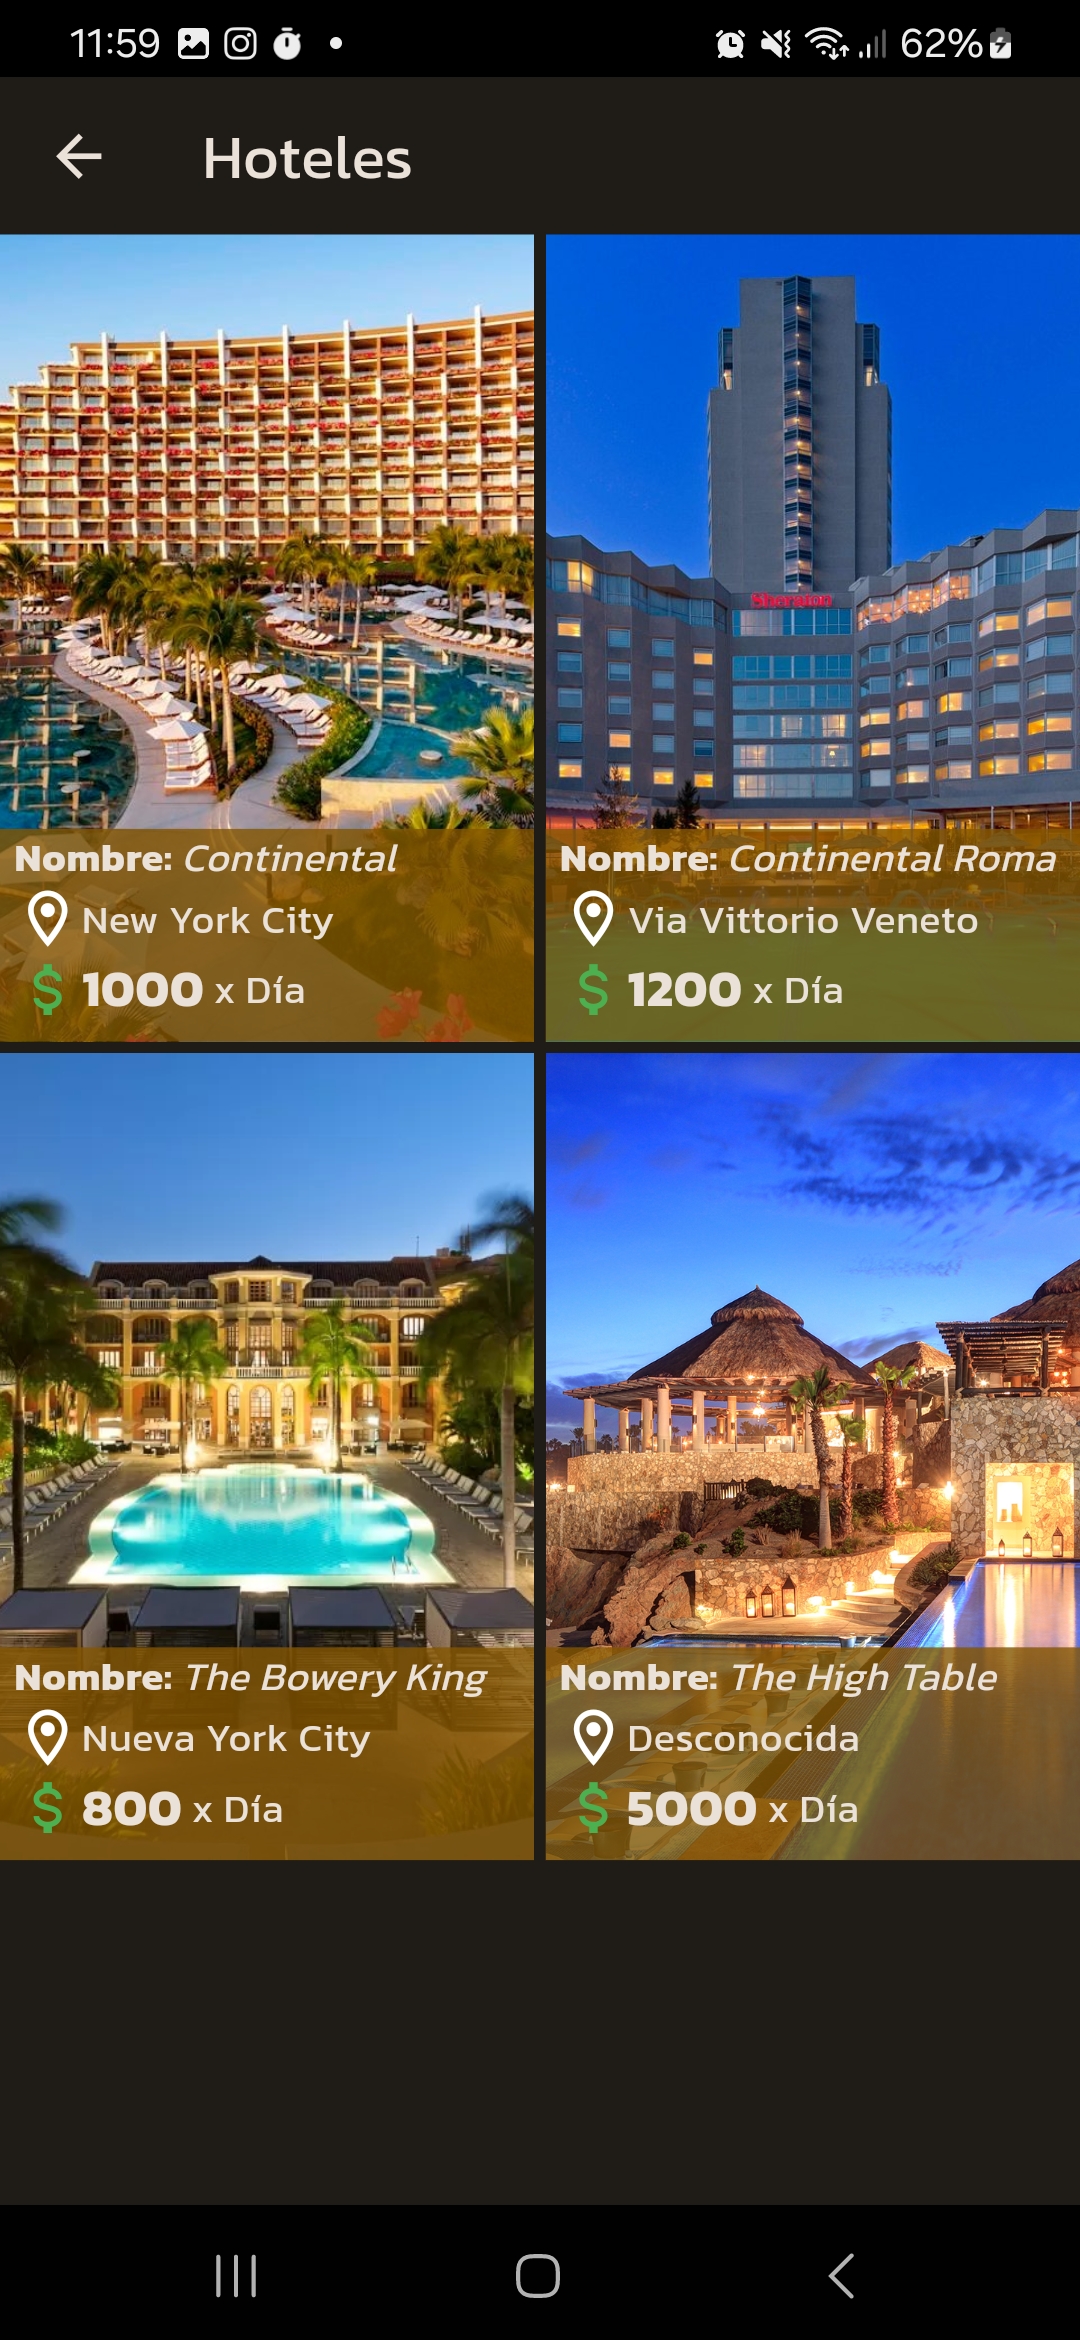 11:59
62%
Hoteles
Sheraton
Nombre: Continental
New York City
$ 1000 x Día
Nombre: Continental Roma
Via Vittorio Veneto
$ 1200 x Día
Nombre: The Bowery King
Nueva York City
$ 800 x Día
Nombre: The High Table
Desconocida
$ 5000 x Día